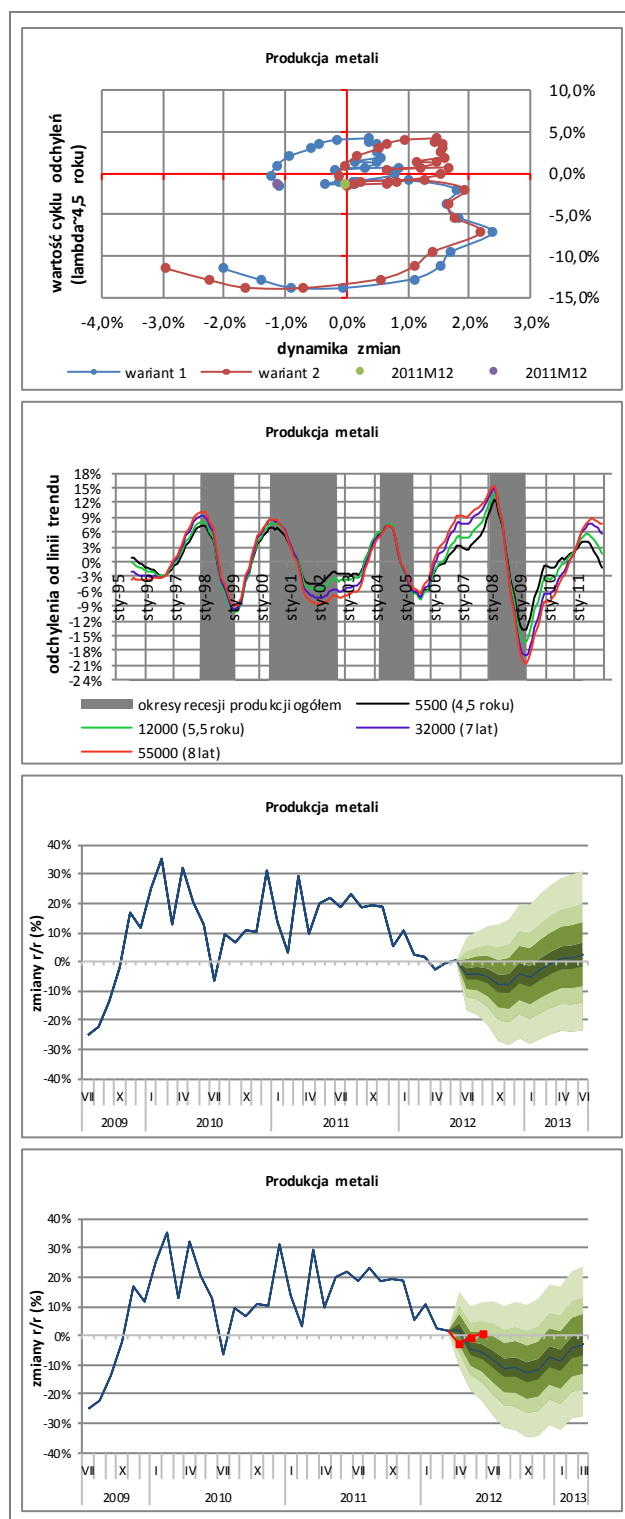 Produkcja metali
10,0%
5,0%
0,0%
-5,0%
-10,0%
-15,0%
wartość cyklu odchyleń
(lambda~4,5 roku)
-4,0% -3,0% -2,0% -1,0% 0,0% 1,0% 2,0% 3,0%
dynamika zmian
wariant 1 wariant 2 2011M12 2011M12
Produkcja metali
odchylenia od linii trendu
18%
15%
12%
9%
6%
3%
0%
-3%
-6%
-9%
-12%
-15%
-18%
-21%
-24%
sty-95 sty-96 sty-97 sty-98 sty-99 sty-00 sty-01 sty-02 sty-03 sty-04 sty-05 sty-06 sty-07 sty-08 sty-09 sty-10 sty-11
okresy recesji produkcji ogółem 5500 (4,5 roku)
12000 (5,5 roku) 32000 (7 lat)
55000 (8 lat)
Produkcja metali
zmiany r/r (%)
40%
30%
20%
10%
0%
-10%
-20%
-30%
-40%
VII X I IV VII X I IV VII X I IV VII X I IV VI
2009 2010 2011 2012 2013
Produkcja metali
zmiany r/r (%)
40%
30%
20%
10%
0%
-10%
-20%
-30%
-40%
VII X I IV VII X I IV VII X I IV VII X I III
2009 2010 2011 2012 2013